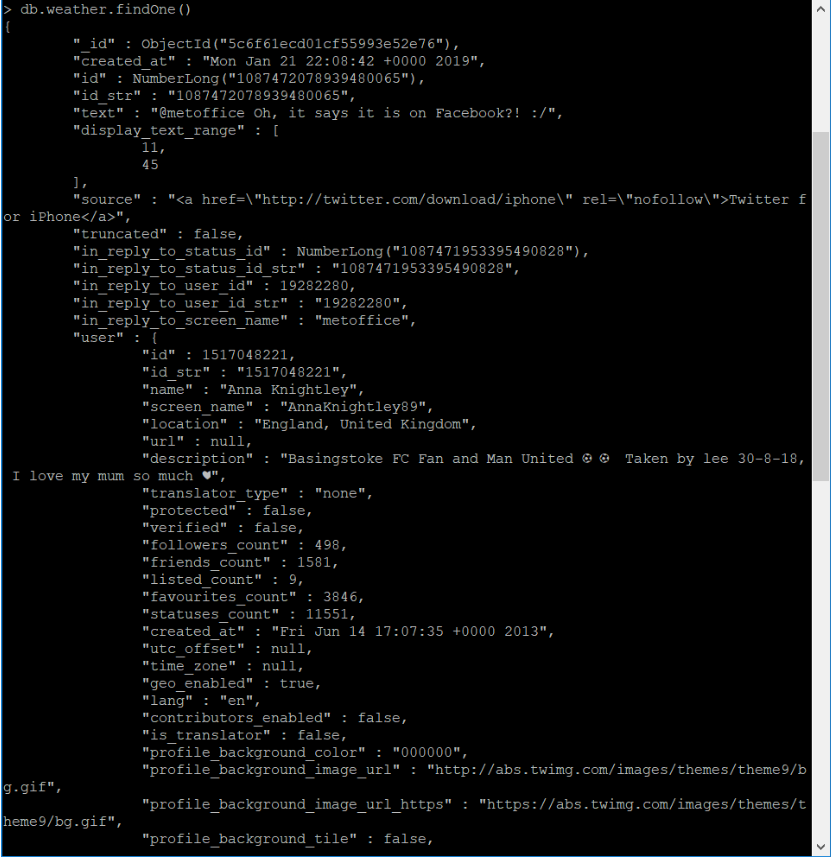 > db.weather.findOne()
{
        "_id" : ObjectId("5c6f61ecd01cf55993e52e76"),
        "created_at" : "Mon Jan 21 22:08:42 +0000 2019",
        "id" : NumberLong("1087472078939480065"),
        "id_str" : "1087472078939480065",
        "text" : "@metoffice Oh, it says it is on Facebook?! :/",
        "display_text_range" : [
                11,
                45
        ],
        "source" : "<a href=\"http://twitter.com/download/iphone\" rel=\"nofollow\">Twitter f
or iPhone</a>",
        "truncated" : false,
        "in_reply_to_status_id" : NumberLong("1087471953395490828"),
        "in_reply_to_status_id_str" : "1087471953395490828",
        "in_reply_to_user_id" : 19282280,
        "in_reply_to_user_id_str" : "19282280",
        "in_reply_to_screen_name" : "metoffice",
        "user" : {
                "id" : 1517048221,
                "id_str" : "1517048221",
                "name" : "Anna Knightley",
                "screen_name" : "AnnaKnightley89",
                "location" : "England, United Kingdom",
                "url" : null,
                "description" : "Basingstoke FC Fan and Man United ⚽ ⚽  Taken by lee 30-8-18,
 I love my mum so much ♥",
                "translator_type" : "none",
                "protected" : false,
                "verified" : false,
                "followers_count" : 498,
                "friends_count" : 1581,
                "listed_count" : 9,
                "favourites_count" : 3846,
                "statuses_count" : 11551,
                "created_at" : "Fri Jun 14 17:07:35 +0000 2013",
                "utc_offset" : null,
                "time_zone" : null,
                "geo_enabled" : true,
                "lang" : "en",
                "contributors_enabled" : false,
                "is_translator" : false,
                "profile_background_color" : "000000",
                "profile_background_image_url" : "http://abs.twimg.com/images/themes/theme9/b
g.gif",
                "profile_background_image_url_https" : "https://abs.twimg.com/images/themes/t
heme9/bg.gif",
                "profile_background_tile" : false,